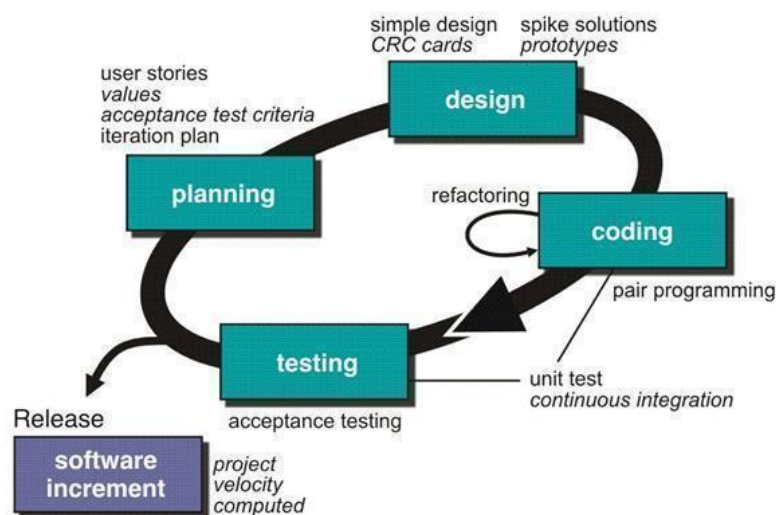 simple design
CRC cards
spike solutions
prototypes
user stories
values
acceptance test criteria
iteration plan
design
planning
refactoring
coding
pair programming
testing
unit test
continuous integration
acceptance testing
Release
software
increment
project
velocity
computed